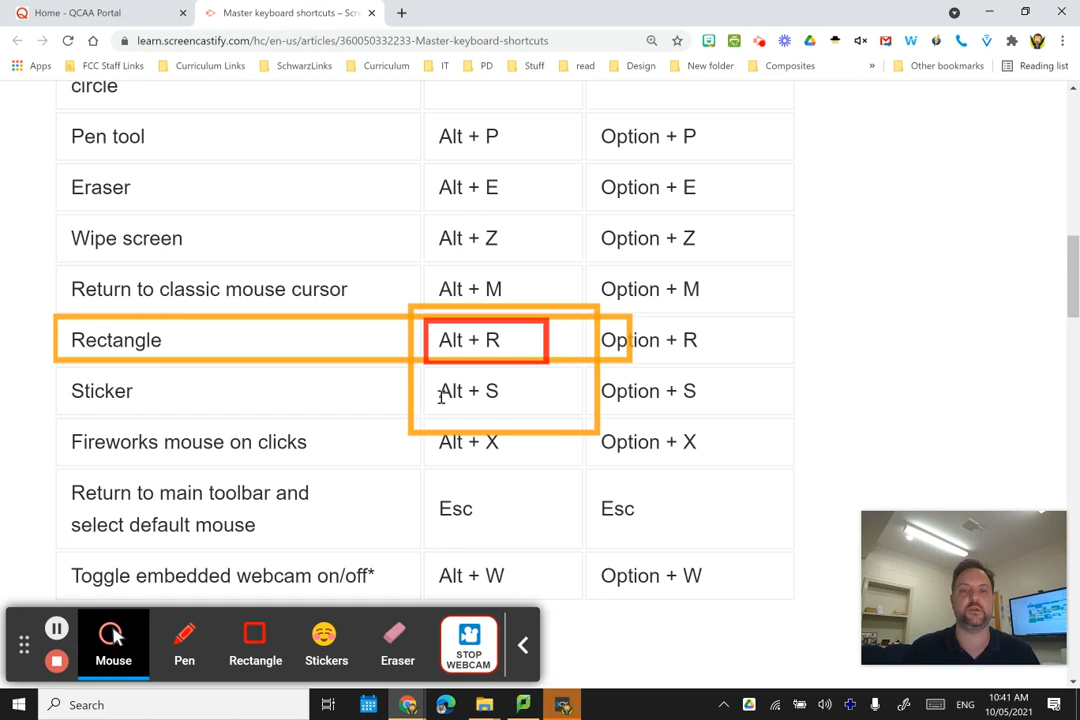 Home - QCAA Portal
Master keyboard shortcuts – Scr
learn.screencastify.com/hc/en-us/articles/360050332233-Master-keyboard-shortcuts
Apps FCC Staff Links Curriculum Links SchwarzLinks Curriculum IT PD Stuff read Design New folder Composites » Other bookmarks Reading list
circle
Pen tool Alt + P Option + P
Eraser Alt + E Option + E
Wipe screen Alt + Z Option + Z
Return to classic mouse cursor Alt + M Option + M
Rectangle Alt + R Option + R
Sticker Alt + S Option + S
Fireworks mouse on clicks Alt + X Option + X
Return to main toolbar and
select default mouse Esc Esc
Toggle embedded webcam on/off* Alt + W Option + W
Mouse Pen Rectangle Stickers Eraser STOP
WEBCAM
Search
ENG
10:41 AM
10/05/2021